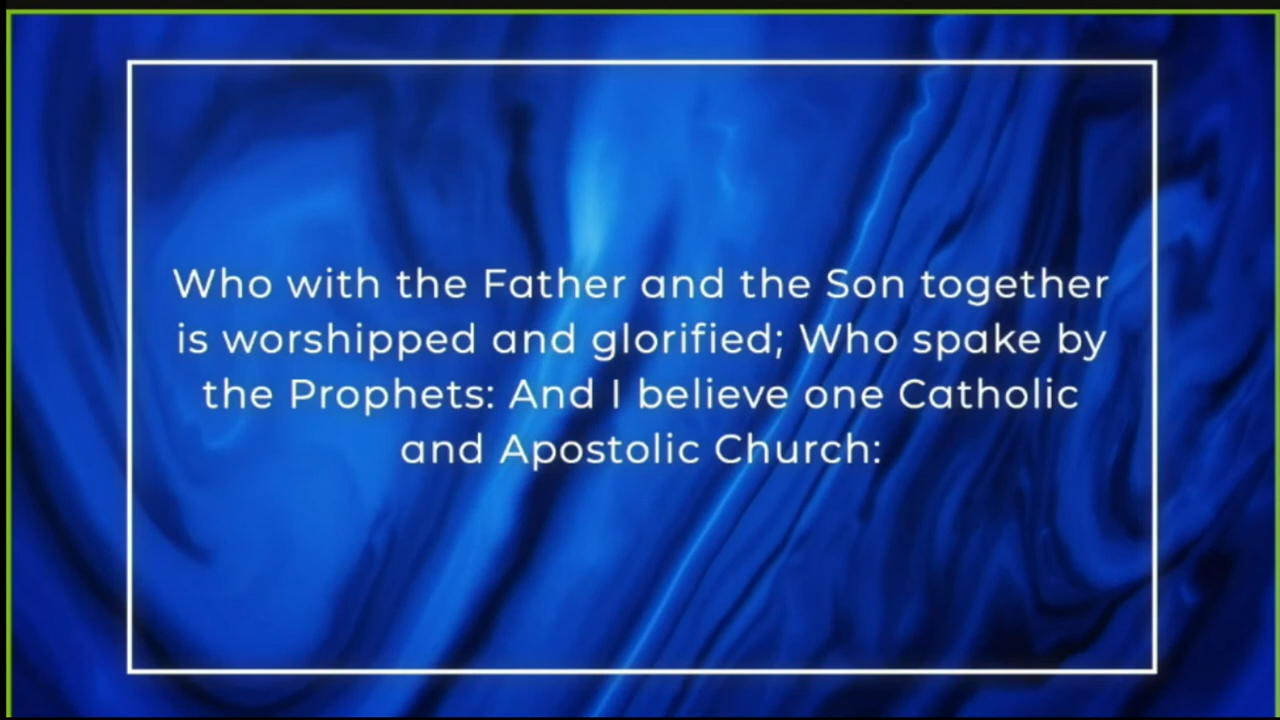 Who with the Father and the Son together
is worshipped and glorified; Who spake by
the Prophets: And I believe one Catholic
and Apostolic Church: